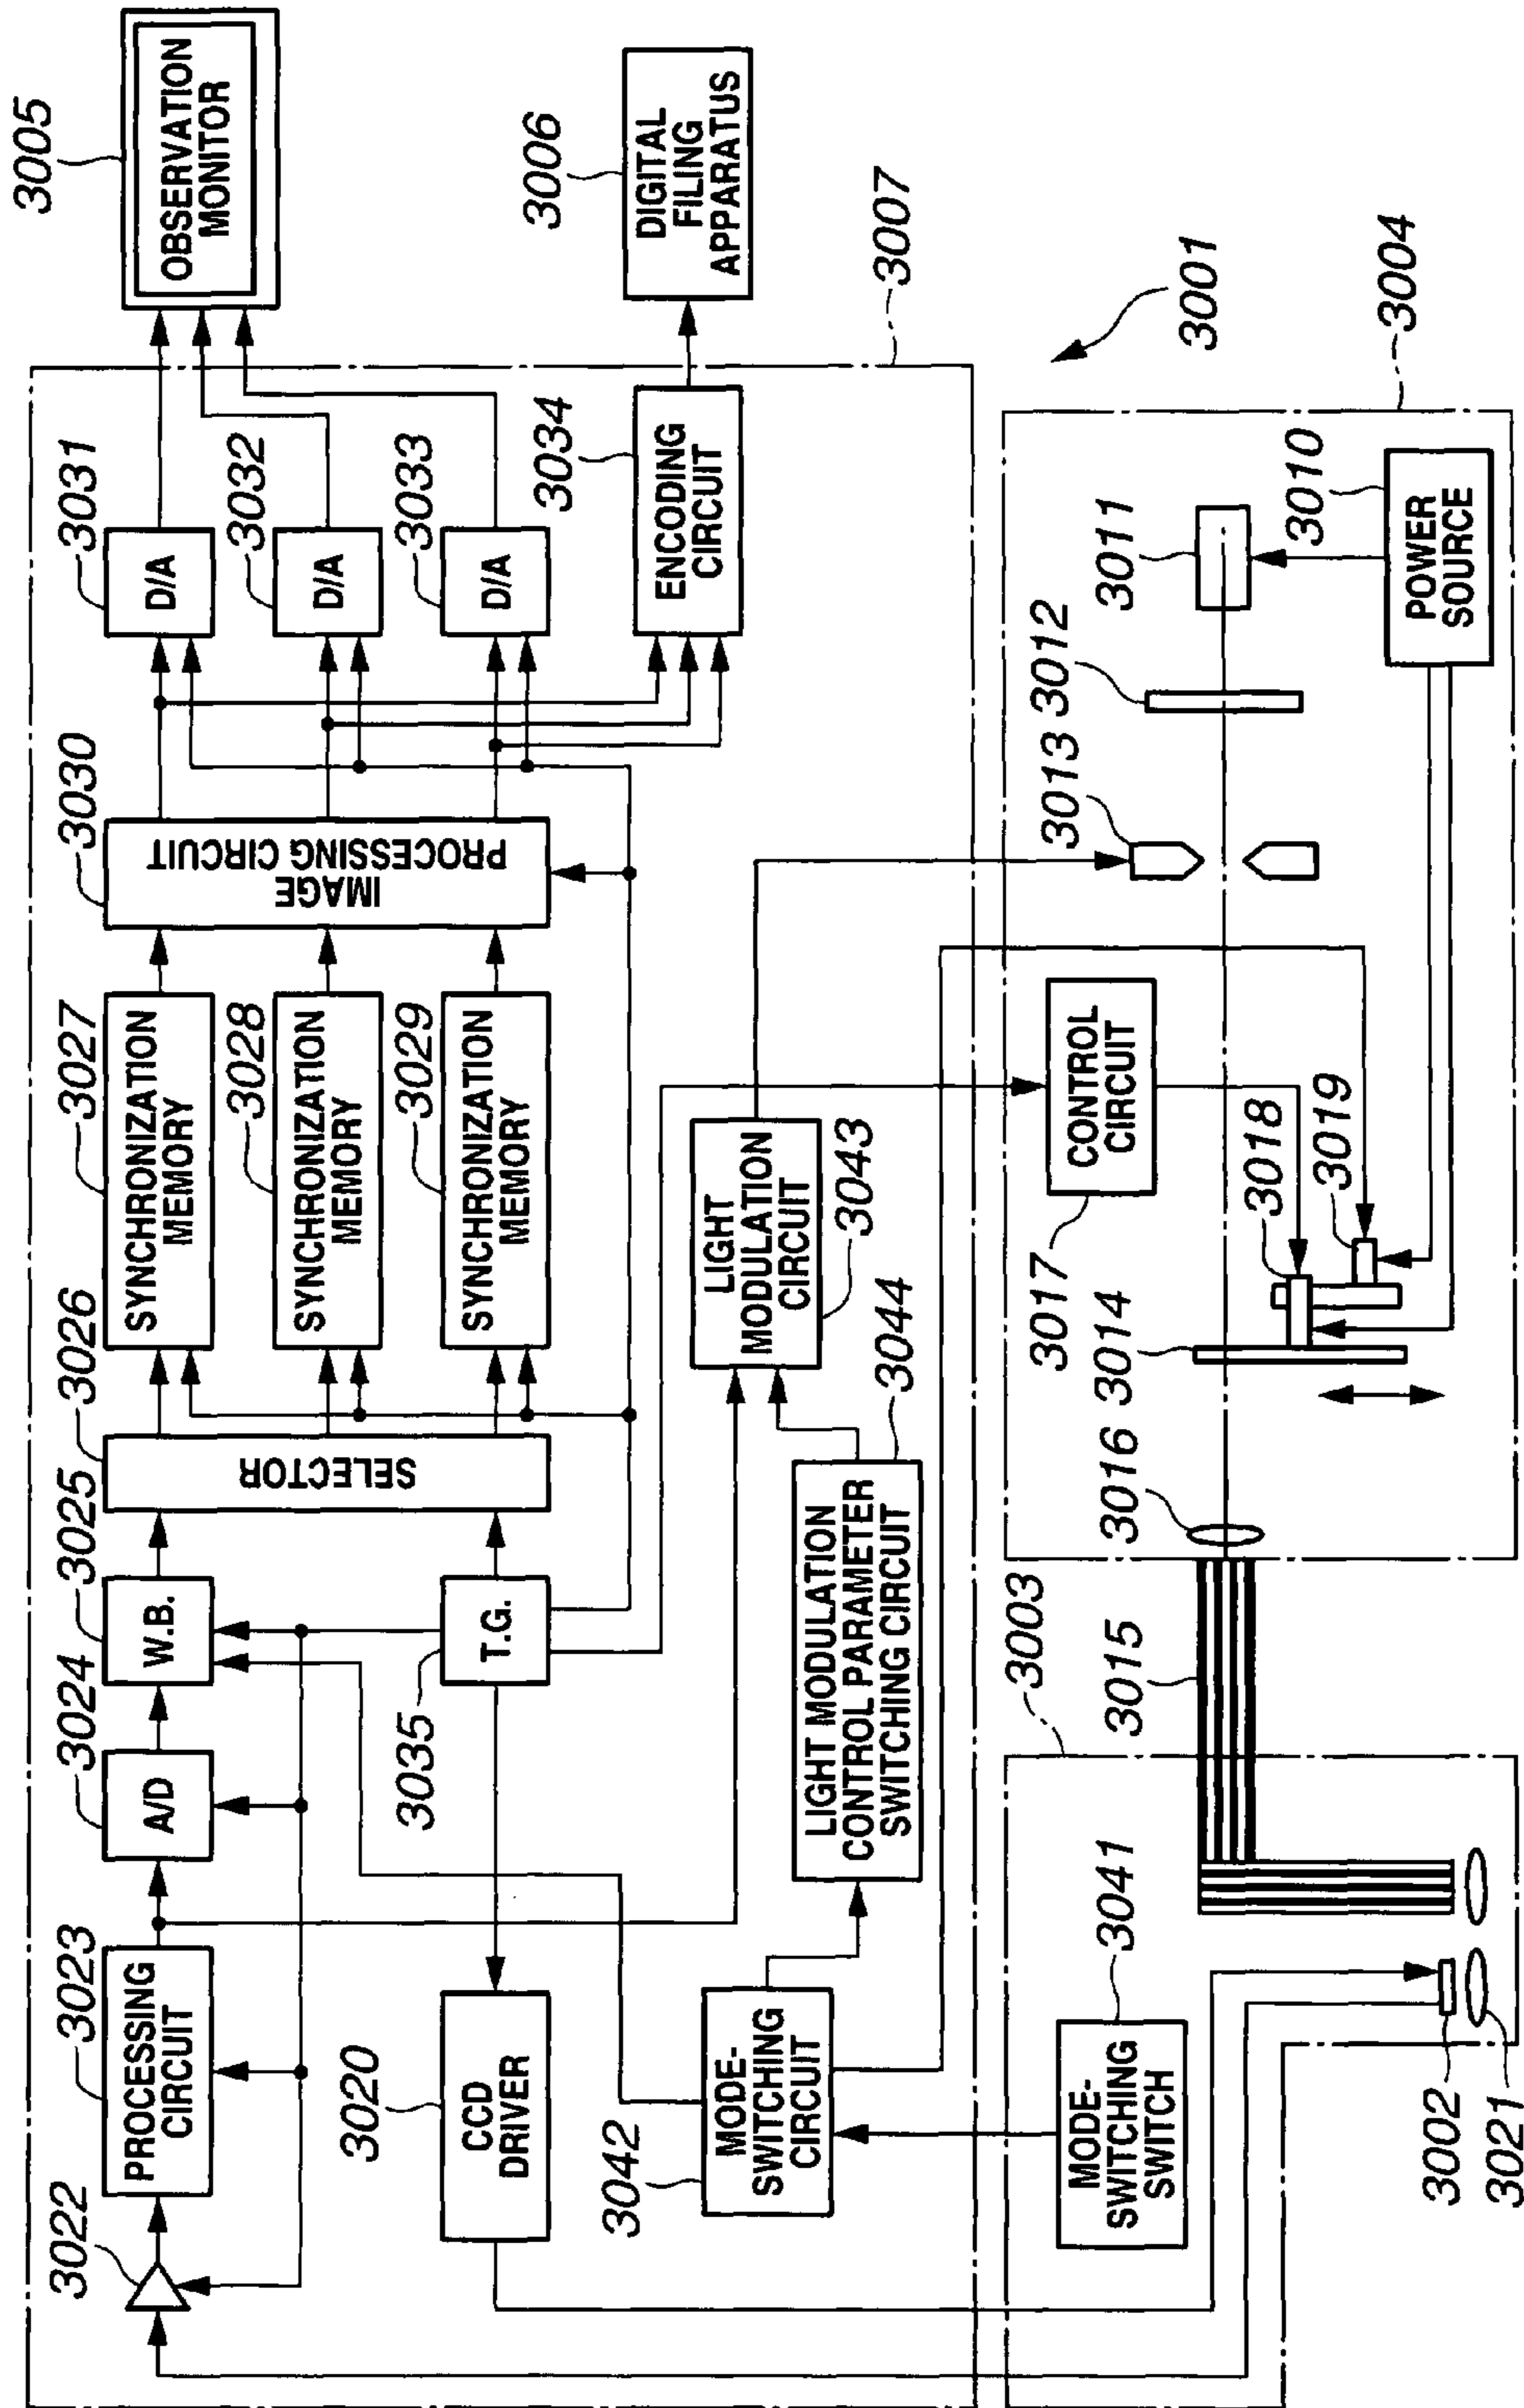 3005
OBSERVATION
MONITOR
3006
DIGITAL
FILING
APPARATUS
3007
3001
3004
3031
D/A
3032
D/A
3033
D/A
3034
ENCODING
CIRCUIT
3030
IMAGE
PROCESSING CIRCUIT
3027
SYNCHRONIZATION
MEMORY
3028
SYNCHRONIZATION
MEMORY
3029
SYNCHRONIZATION
MEMORY
3026
SELECTOR
3025
W.B.
3024
A/D
3023
PROCESSING
CIRCUIT
3022
3035
T.G.
3020
CCD
DRIVER
LIGHT
MODULATION
CIRCUIT
3043
3044
LIGHT MODULATION
CONTROL PARAMETER
SWITCHING CIRCUIT
3042
MODE-
SWITCHING
CIRCUIT
3011
3010
POWER
SOURCE
3012
3013
CONTROL
CIRCUIT
3017
3018
3019
3014
3016
3015
3003
3041
MODE-
SWITCHING
SWITCH
3002
3021